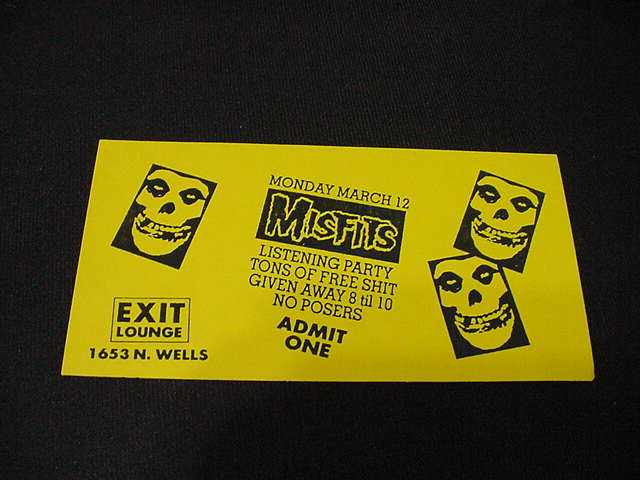 MONDAY MARCH 12
MISFITS
LISTENING PARTY
TONS OF FREE SHIT
GIVEN AWAY 8 til 10
NO POSERS
ADMIT
ONE
EXIT
LOUNGE
1653 N. WELLS